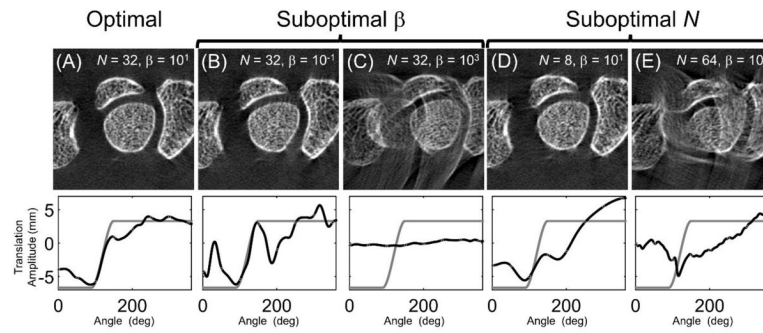 Optimal
Suboptimal β
Suboptimal N
(A) N = 32, β = 10¹
(B) N = 32, β = 10⁻¹
(C) N = 32, β = 10³
(D) N = 8, β = 10¹
(E) N = 64, β = 10
Translation
Amplitude (mm)
5
0
-5
0 200
Angle (deg)
0 200
Angle (deg)
0 200
Angle (deg)
0 200
Angle (deg)
0 200
Angle (deg)